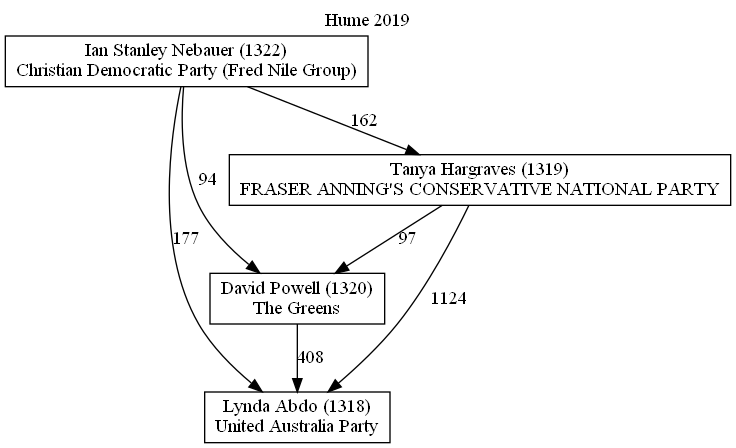 Hume 2019
Ian Stanley Nebauer (1322)
Christian Democratic Party (Fred Nile Group)
162
Tanya Hargraves (1319)
FRASER ANNING'S CONSERVATIVE NATIONAL PARTY
94
177
97
David Powell (1320)
The Greens
1124
408
Lynda Abdo (1318)
United Australia Party